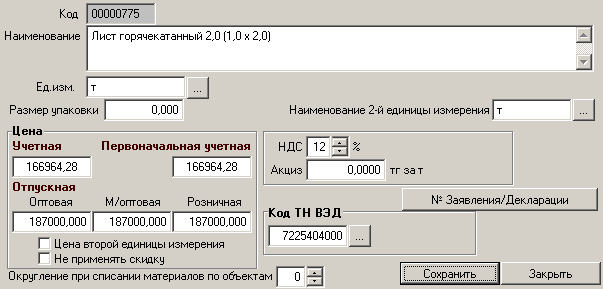 Код 00000775
Наименование Лист горячекатанный 2,0 (1,0 х 2,0)
Ед.изм. т ...
Размер упаковки 0,000 Наименование 2-й единицы измерения т ...
Цена
Учетная Первоначальная учетная
166964,28 166964,28
Отпускная
Оптовая М/оптовая Розничная
187000,000 187000,000 187000,000
Цена второй единицы измерения
Не применять скидку
НДС 12 %
Акциз 0,0000 тг за т
№ Заявления/Декларации
Код ТН ВЭД
7225404000 ...
Округление при списании материалов по объектам 0
Сохранить Закрыть